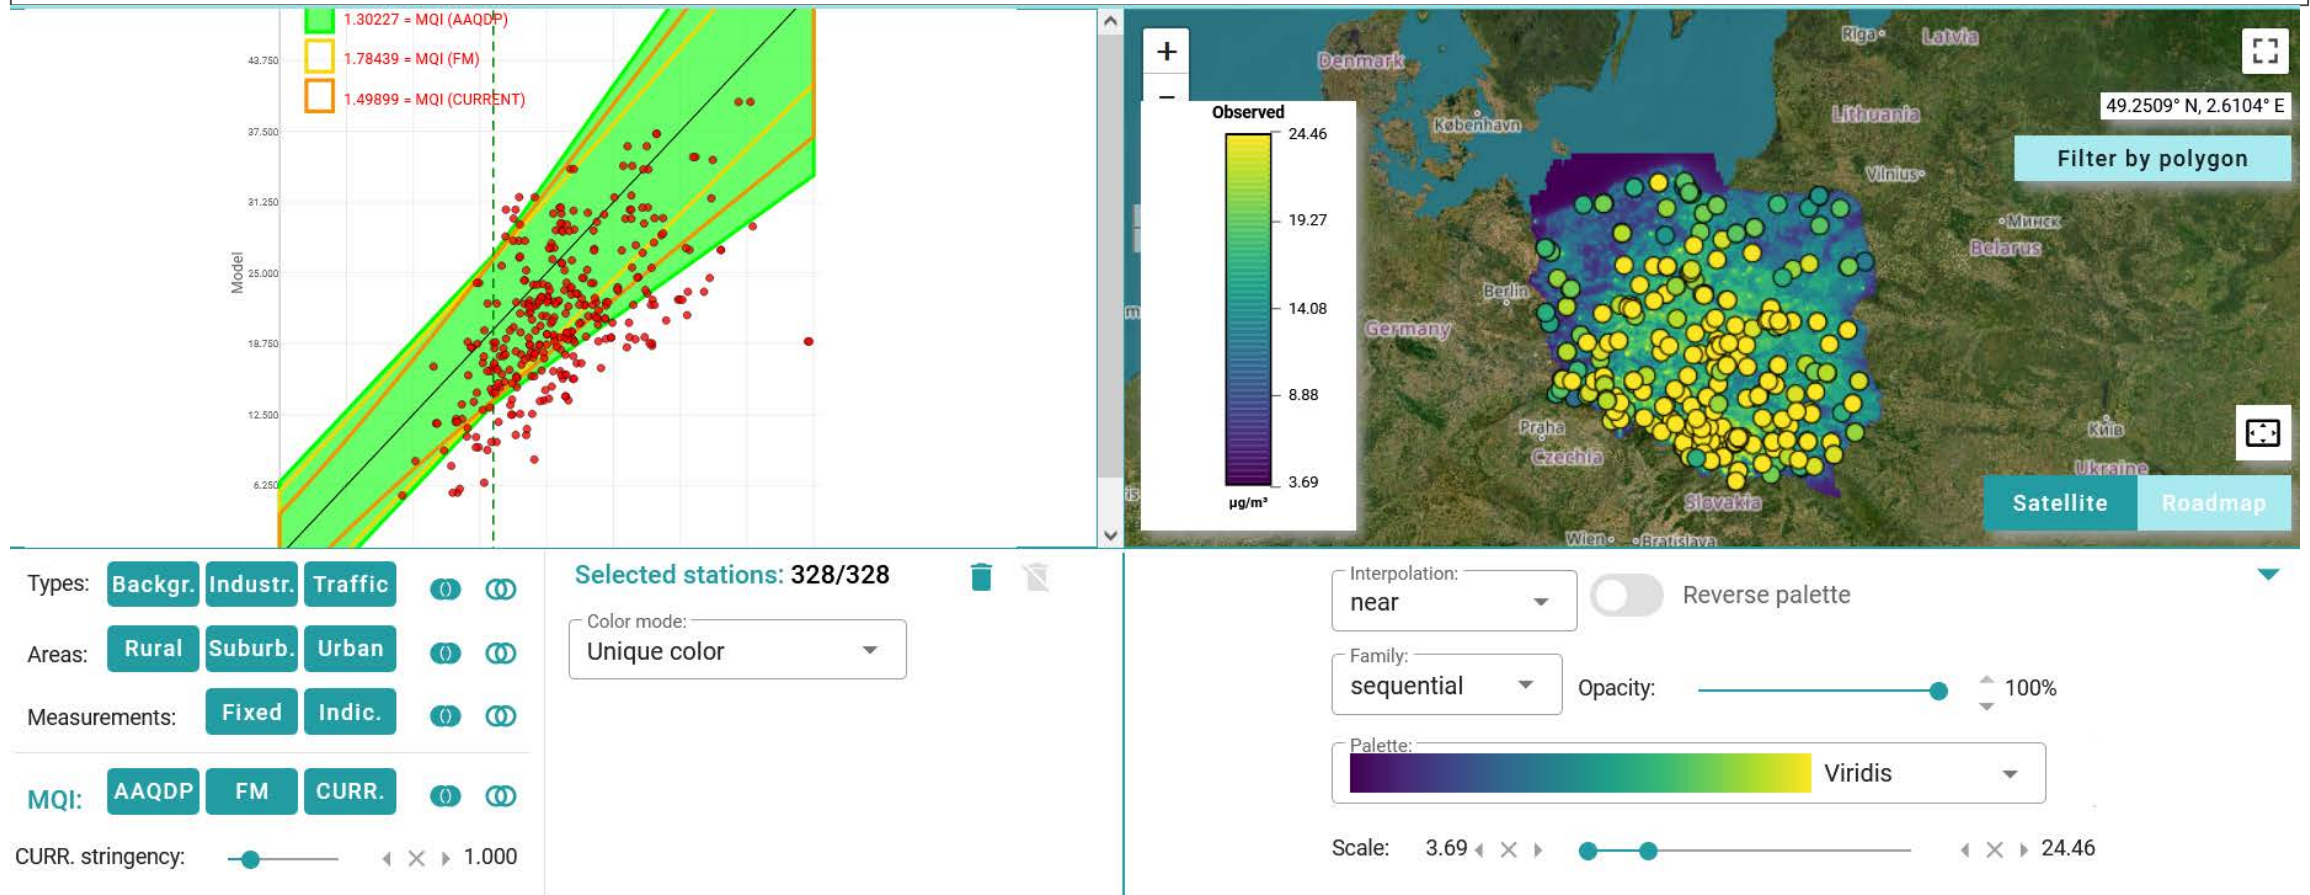 1.30227 = MQI (AAQDP)
1.78439 = MQI (FM)
1.49899 = MQI (CURRENT)
43.750
37.500
31.250
25.000
18.750
12.500
6.250
Model
+
−
Observed
24.46
19.27
14.08
8.88
3.69
µg/m³
Denmark
København
Rīga
Latvia
Lithuania
Vilnius
Минск
Belarus
Berlin
Germany
Praha
Czechia
Київ
Ukraine
Slovakia
Wien
Bratislava
49.2509° N, 2.6104° E
Filter by polygon
Satellite
Roadmap
Types:
Backgr.
Industr.
Traffic
Areas:
Rural
Suburb.
Urban
Measurements:
Fixed
Indic.
MQI:
AAQDP
FM
CURR.
CURR. stringency:
1.000
Selected stations: 328/328
Color mode:
Unique color
Interpolation:
near
Reverse palette
Family:
sequential
Opacity:
100%
Palette:
Viridis
Scale:
3.69
24.46